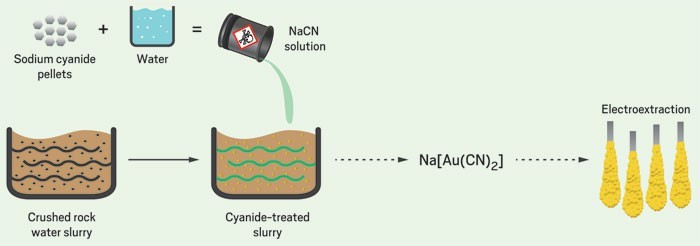 Sodium cyanide
pellets
+
Water
=
NaCN
solution
Crushed rock
water slurry
Cyanide-treated
slurry
Na[Au(CN)₂]
Electroextraction